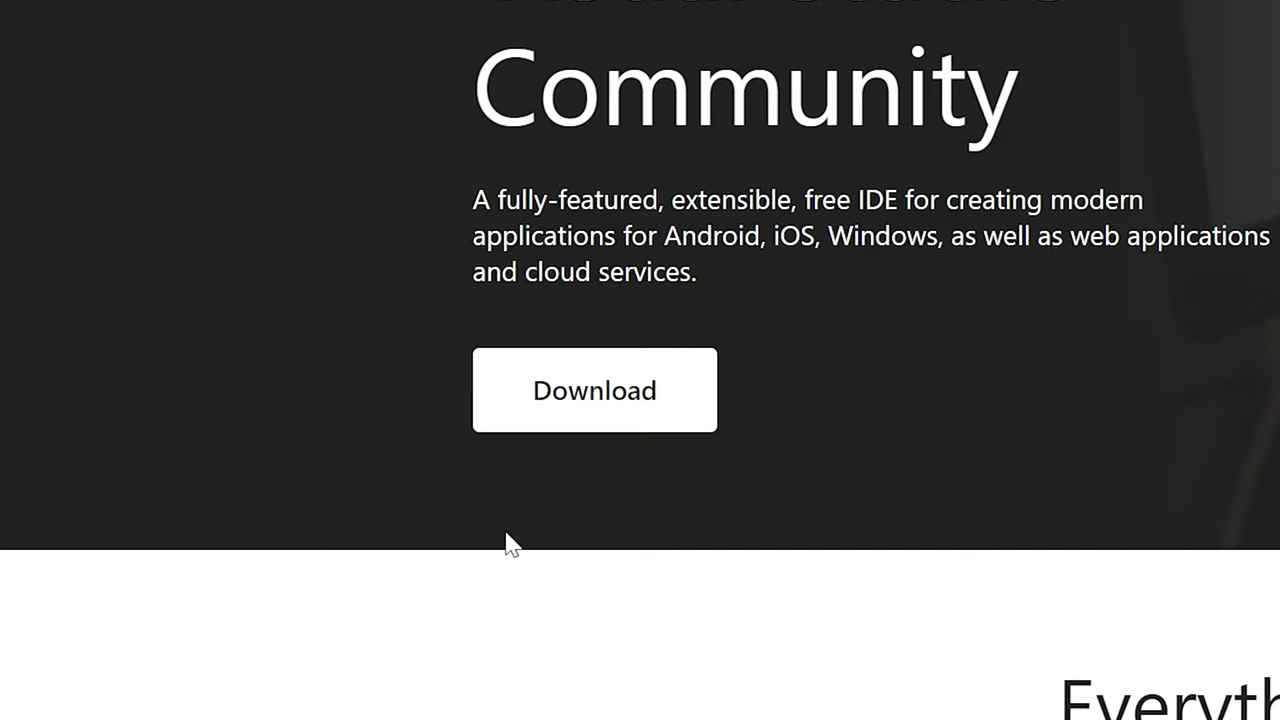 Community
A fully-featured, extensible, free IDE for creating modern
applications for Android, iOS, Windows, as well as web applications
and cloud services.
Download